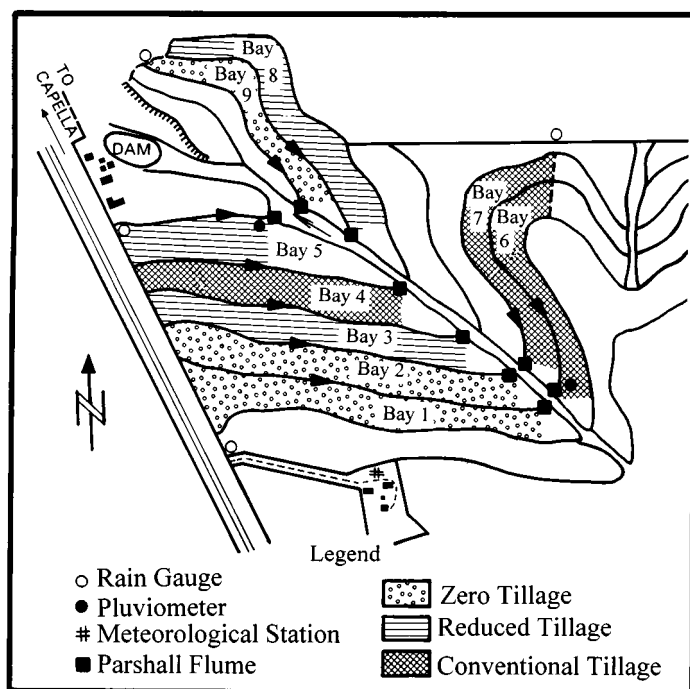 Bay
8
Bay
9
TO
CAPELLA
DAM
Bay
7
Bay
6
Bay 5
Bay 4
Bay 3
Bay 2
Bay 1
N
Legend
Rain Gauge
Pluviometer
Meteorological Station
Parshall Flume
Zero Tillage
Reduced Tillage
Conventional Tillage